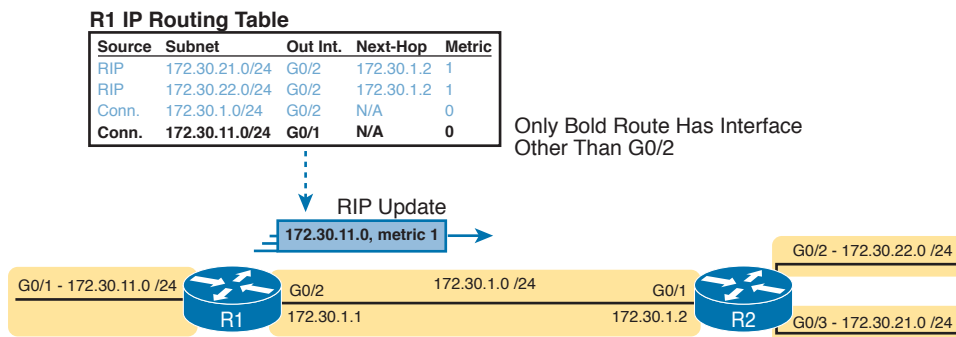 R1 IP Routing Table
Source Subnet Out Int. Next-Hop Metric
RIP 172.30.21.0/24 G0/2 172.30.1.2 1
RIP 172.30.22.0/24 G0/2 172.30.1.2 1
Conn. 172.30.1.0/24 G0/2 N/A 0
Conn. 172.30.11.0/24 G0/1 N/A 0
Only Bold Route Has Interface
Other Than G0/2
RIP Update
172.30.11.0, metric 1
G0/1 - 172.30.11.0 /24
R1
G0/2
172.30.1.1
172.30.1.0 /24
G0/1
172.30.1.2
R2
G0/2 - 172.30.22.0 /24
G0/3 - 172.30.21.0 /24